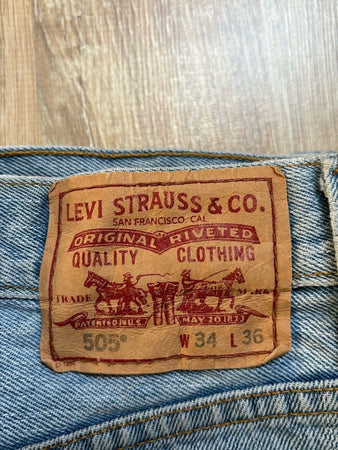 LEVI STRAUSS & CO.
SAN FRANCISCO, CAL.
ORIGINAL RIVETED
QUALITY CLOTHING
TRADE MARK
PATENTED IN U.S. MAY 20 1873
505® W 34 L 36